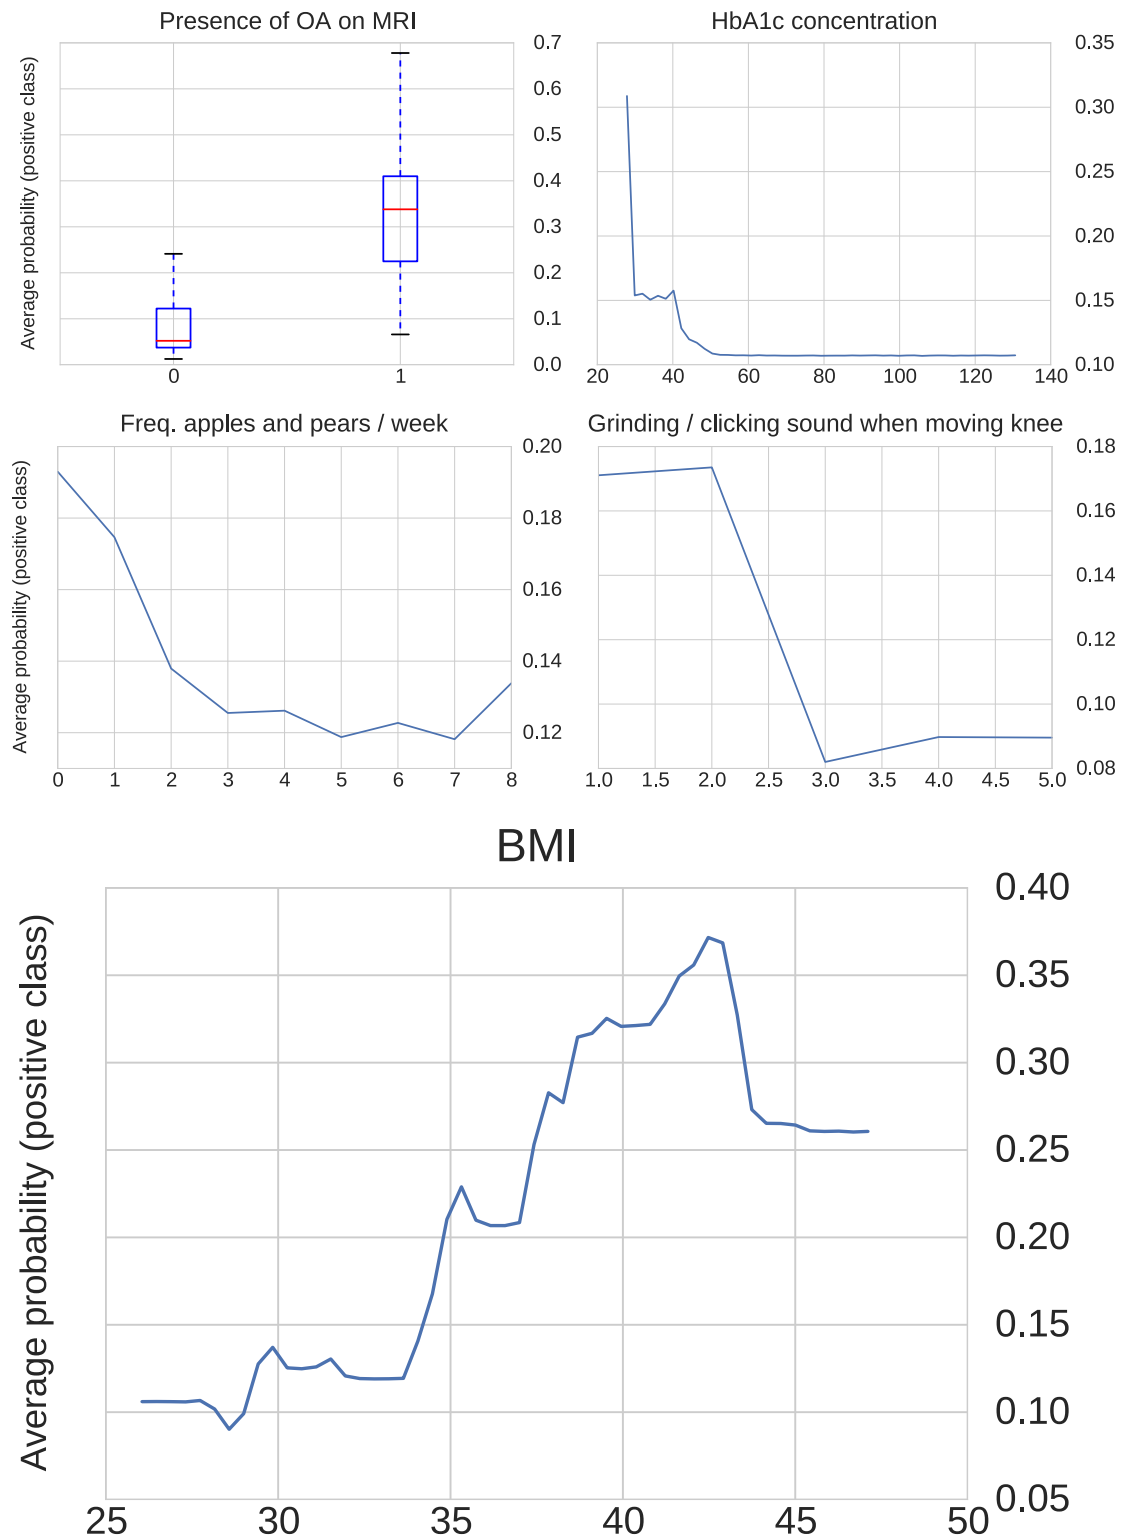 Presence of OA on MRI
Average probability (positive class)
0.7
0.6
0.5
0.4
0.3
0.2
0.1
0.0
0 1
HbA1c concentration
0.35
0.30
0.25
0.20
0.15
0.10
20 40 60 80 100 120 140
Freq. apples and pears / week
Average probability (positive class)
0.20
0.18
0.16
0.14
0.12
0 1 2 3 4 5 6 7 8
Grinding / clicking sound when moving knee
0.18
0.16
0.14
0.12
0.10
0.08
1.0 1.5 2.0 2.5 3.0 3.5 4.0 4.5 5.0
BMI
Average probability (positive class)
0.40
0.35
0.30
0.25
0.20
0.15
0.10
0.05
25 30 35 40 45 50